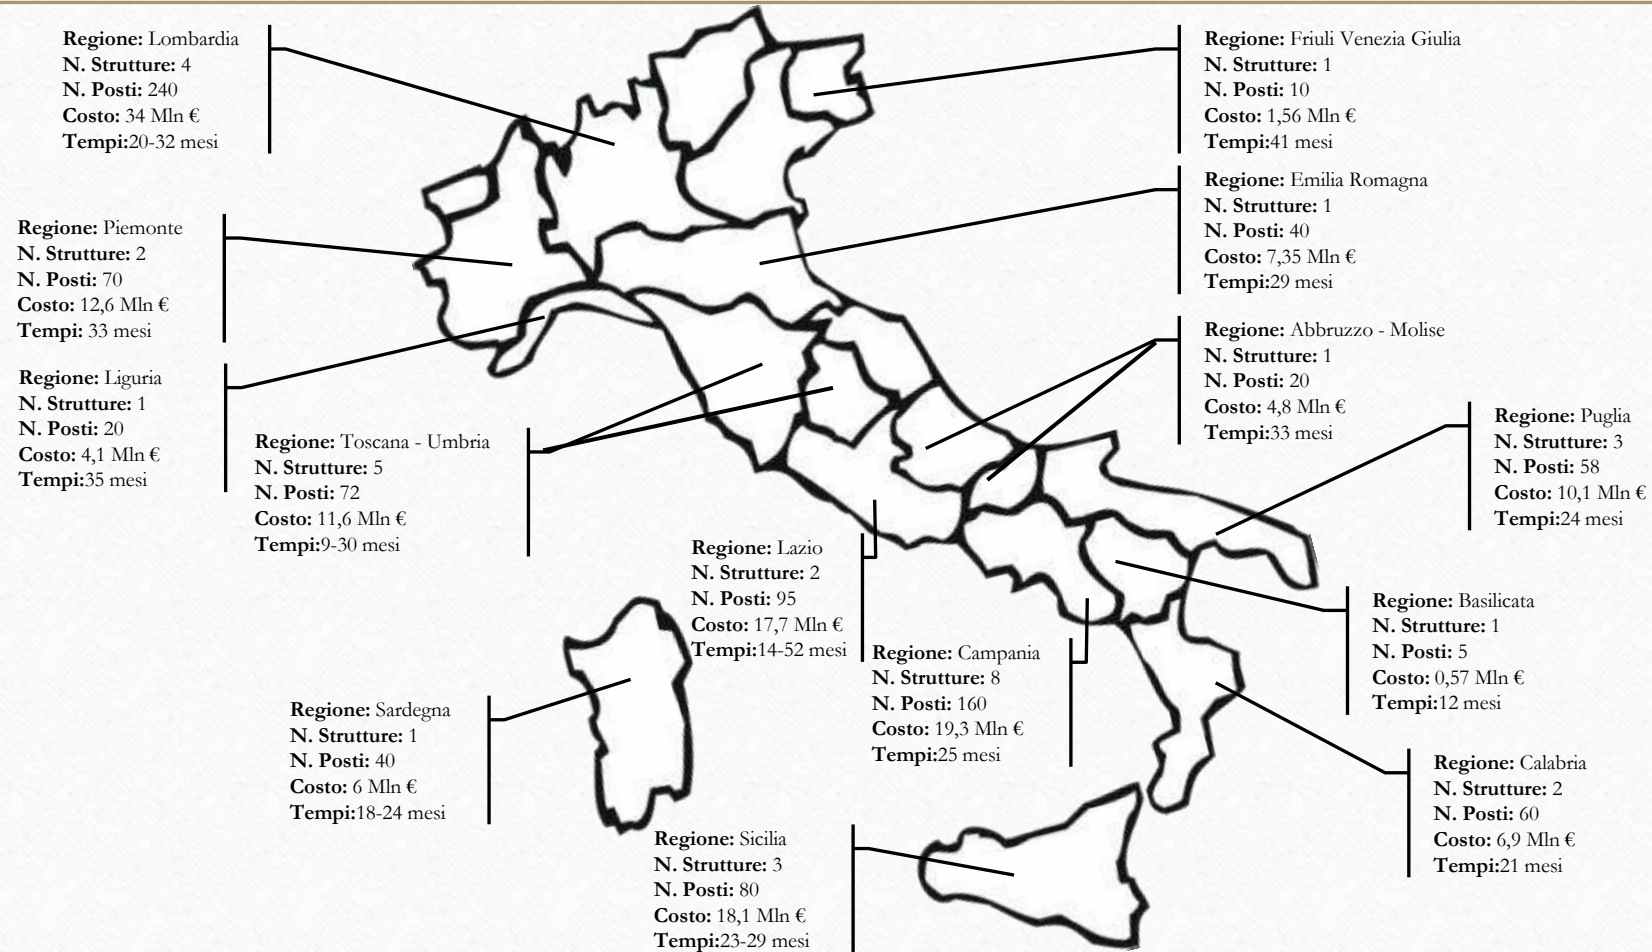 Regione: Lombardia
N. Strutture: 4
N. Posti: 240
Costo: 34 Mln €
Tempi:20-32 mesi
Regione: Friuli Venezia Giulia
N. Strutture: 1
N. Posti: 10
Costo: 1,56 Mln €
Tempi:41 mesi
Regione: Emilia Romagna
N. Strutture: 1
N. Posti: 40
Costo: 7,35 Mln €
Tempi:29 mesi
Regione: Piemonte
N. Strutture: 2
N. Posti: 70
Costo: 12,6 Mln €
Tempi: 33 mesi
Regione: Abbruzzo - Molise
N. Strutture: 1
N. Posti: 20
Costo: 4,8 Mln €
Tempi:33 mesi
Regione: Liguria
N. Strutture: 1
N. Posti: 20
Costo: 4,1 Mln €
Tempi:35 mesi
Regione: Puglia
N. Strutture: 3
N. Posti: 58
Costo: 10,1 Mln €
Tempi:24 mesi
Regione: Toscana - Umbria
N. Strutture: 5
N. Posti: 72
Costo: 11,6 Mln €
Tempi:9-30 mesi
Regione: Lazio
N. Strutture: 2
N. Posti: 95
Costo: 17,7 Mln €
Tempi:14-52 mesi
Regione: Basilicata
N. Strutture: 1
N. Posti: 5
Costo: 0,57 Mln €
Tempi:12 mesi
Regione: Campania
N. Strutture: 8
N. Posti: 160
Costo: 19,3 Mln €
Tempi:25 mesi
Regione: Sardegna
N. Strutture: 1
N. Posti: 40
Costo: 6 Mln €
Tempi:18-24 mesi
Regione: Calabria
N. Strutture: 2
N. Posti: 60
Costo: 6,9 Mln €
Tempi:21 mesi
Regione: Sicilia
N. Strutture: 3
N. Posti: 80
Costo: 18,1 Mln €
Tempi:23-29 mesi